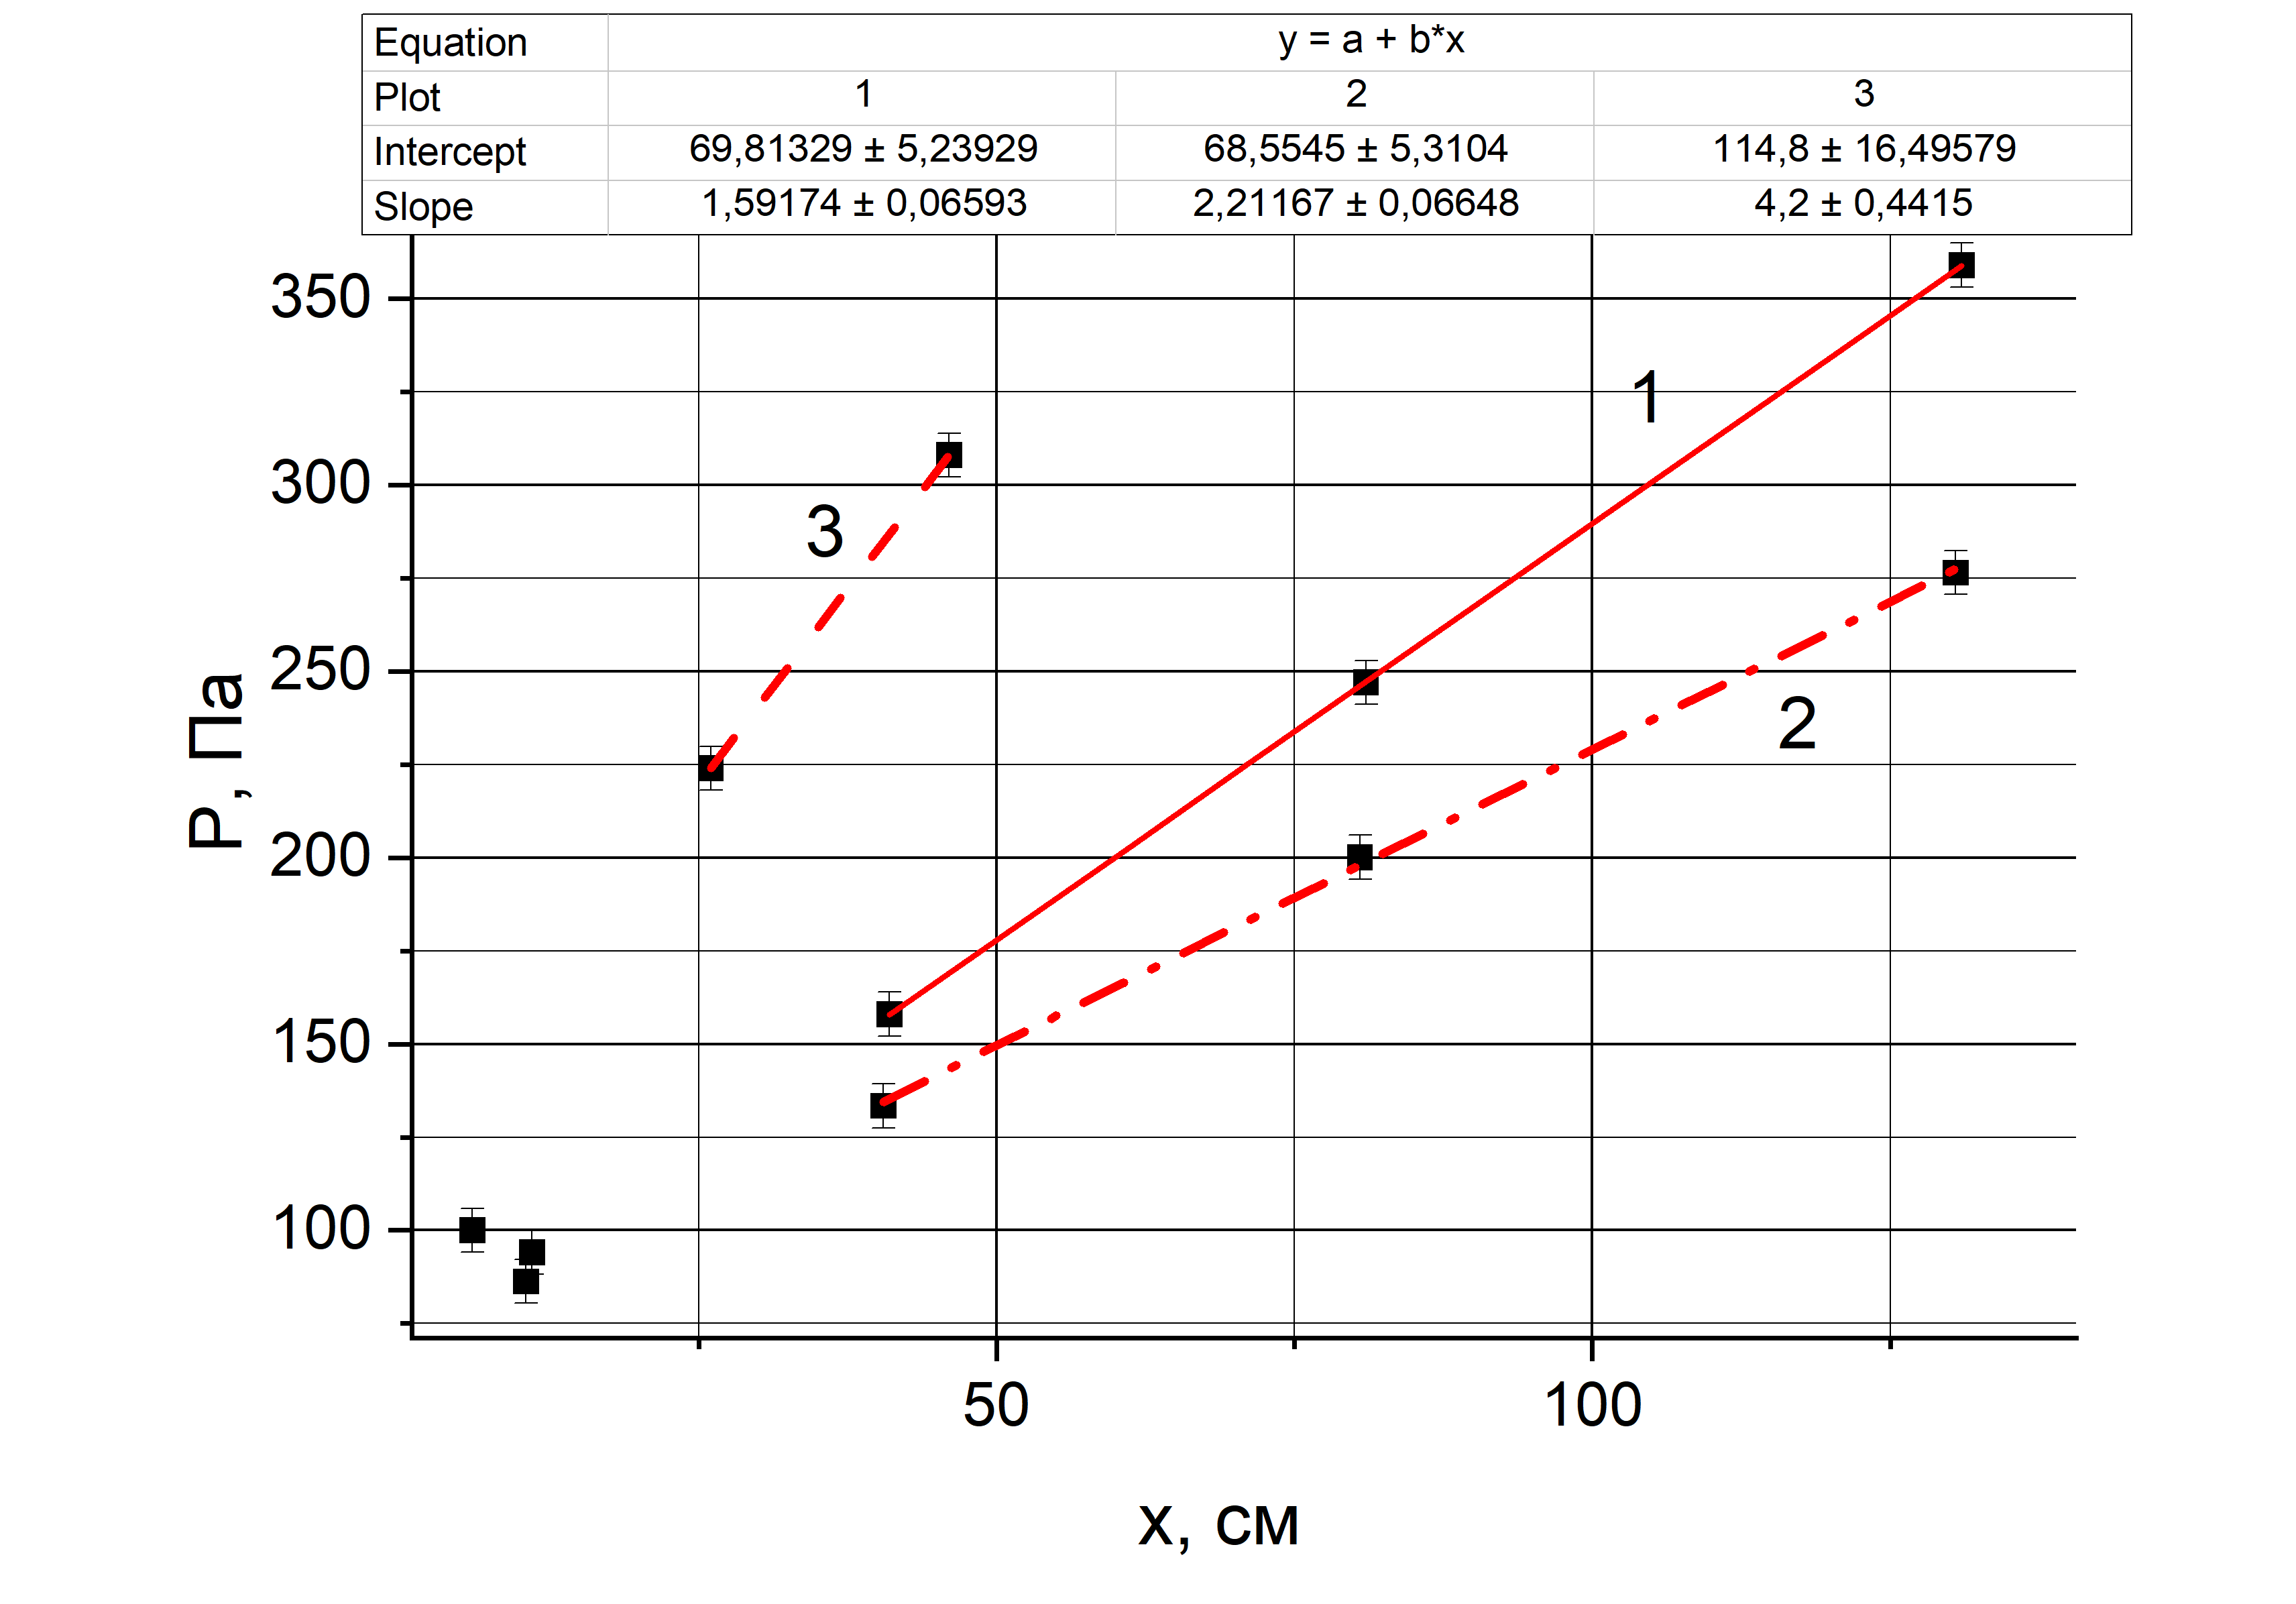 Equation y = a + b*x
Plot 1 2 3
Intercept 69,81329 ± 5,23929 68,5545 ± 5,3104 114,8 ± 16,49579
Slope 1,59174 ± 0,06593 2,21167 ± 0,06648 4,2 ± 0,4415
350
300
250
200
150
100
P, Па
1
3
2
50 100
x, см